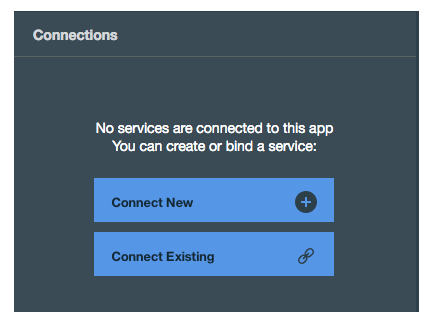 Connections
No services are connected to this app
You can create or bind a service:
Connect New
Connect Existing